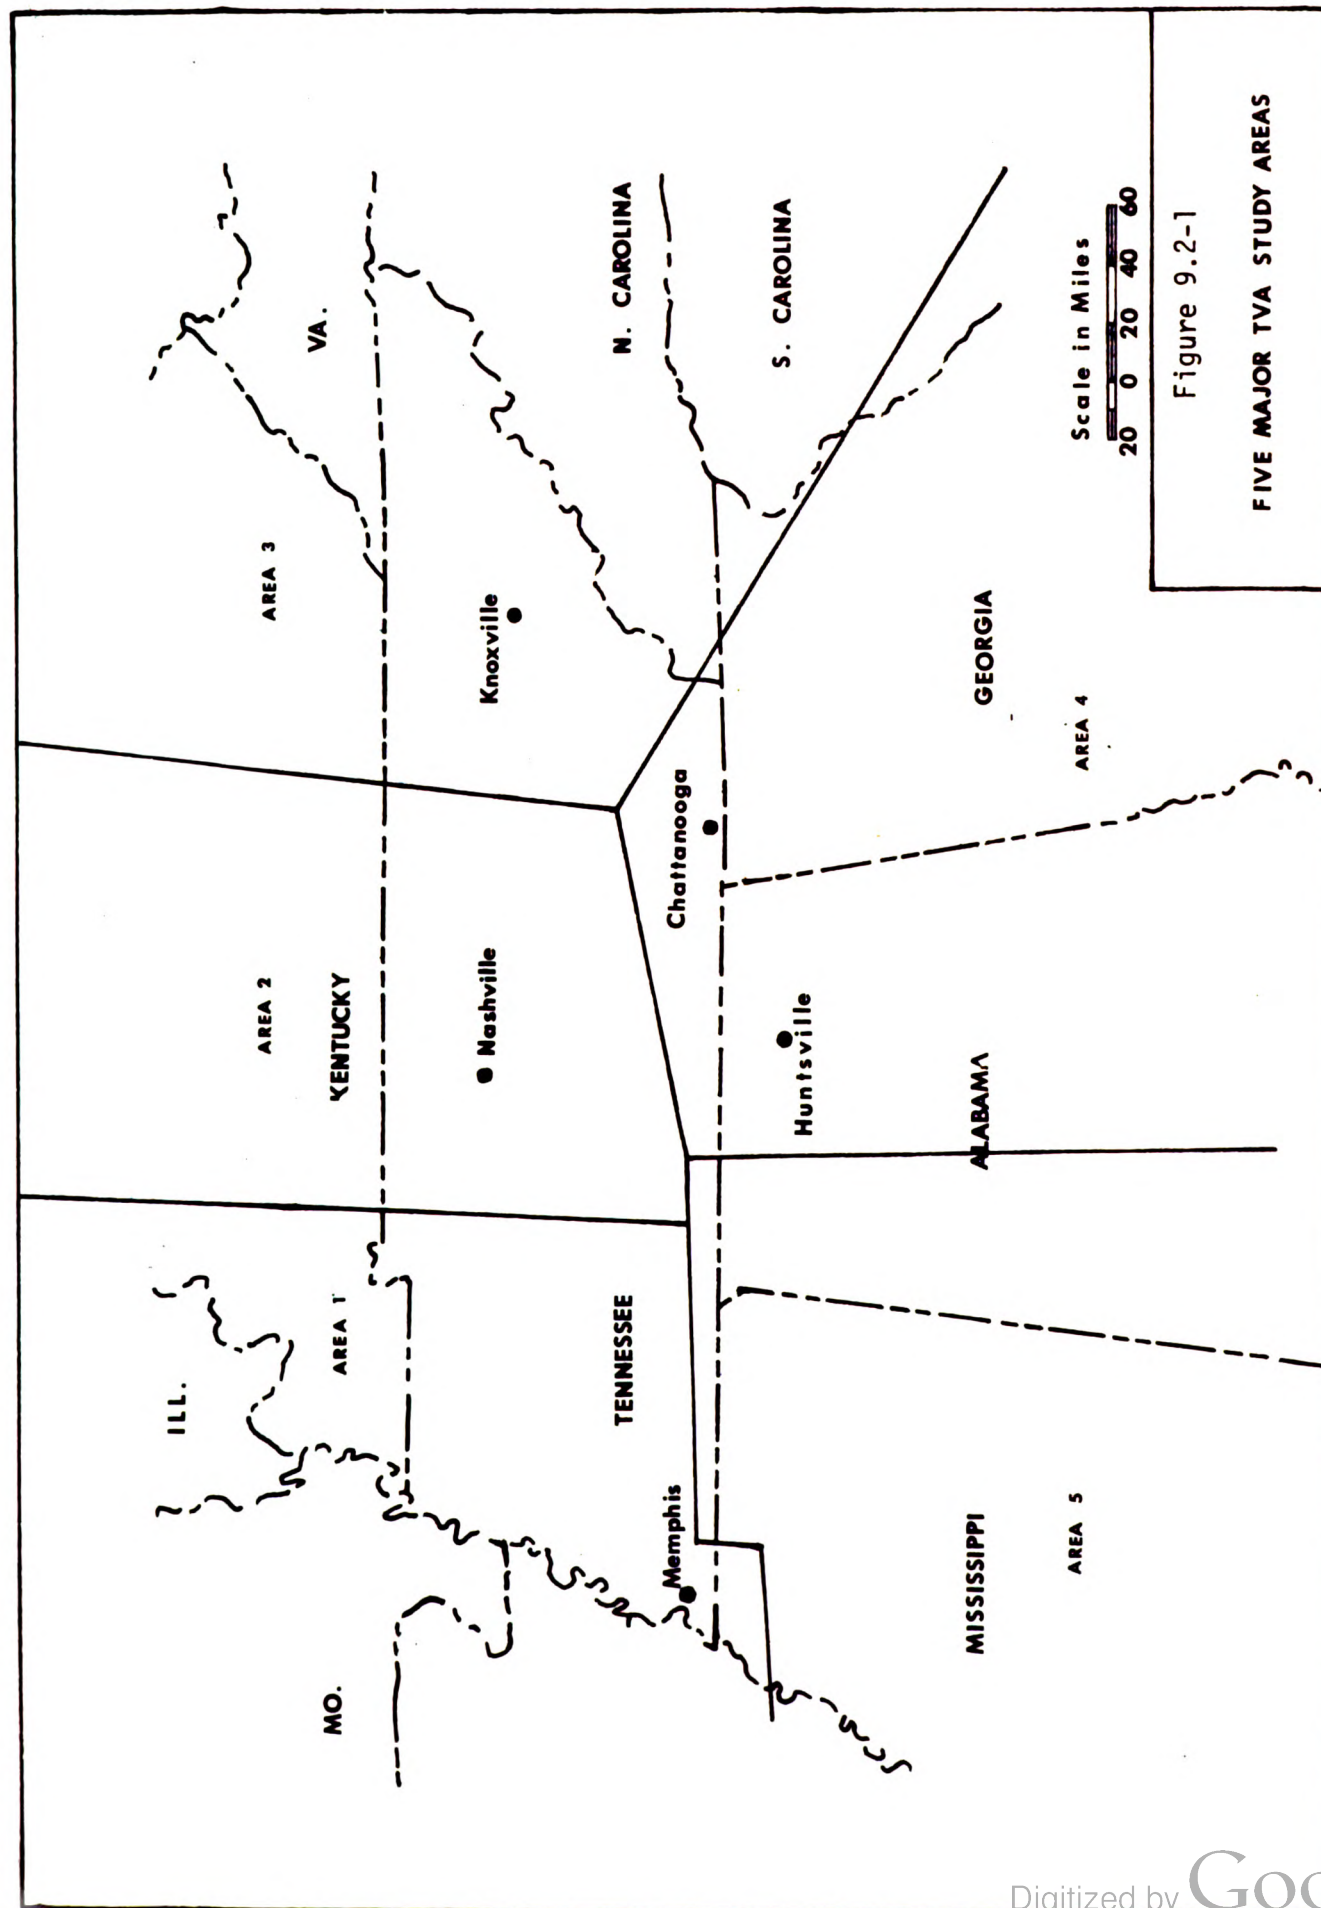 ILL.
MO.
AREA 1
AREA 2
KENTUCKY
AREA 3
VA.
Nashville
Knoxville
TENNESSEE
N. CAROLINA
Memphis
Chattanooga
S. CAROLINA
Huntsville
MISSISSIPPI
ALABAMA
GEORGIA
AREA 5
AREA 4
Scale in Miles
20 0 20 40 60
Figure 9.2-1
FIVE MAJOR TVA STUDY AREAS
Digitized by Goo